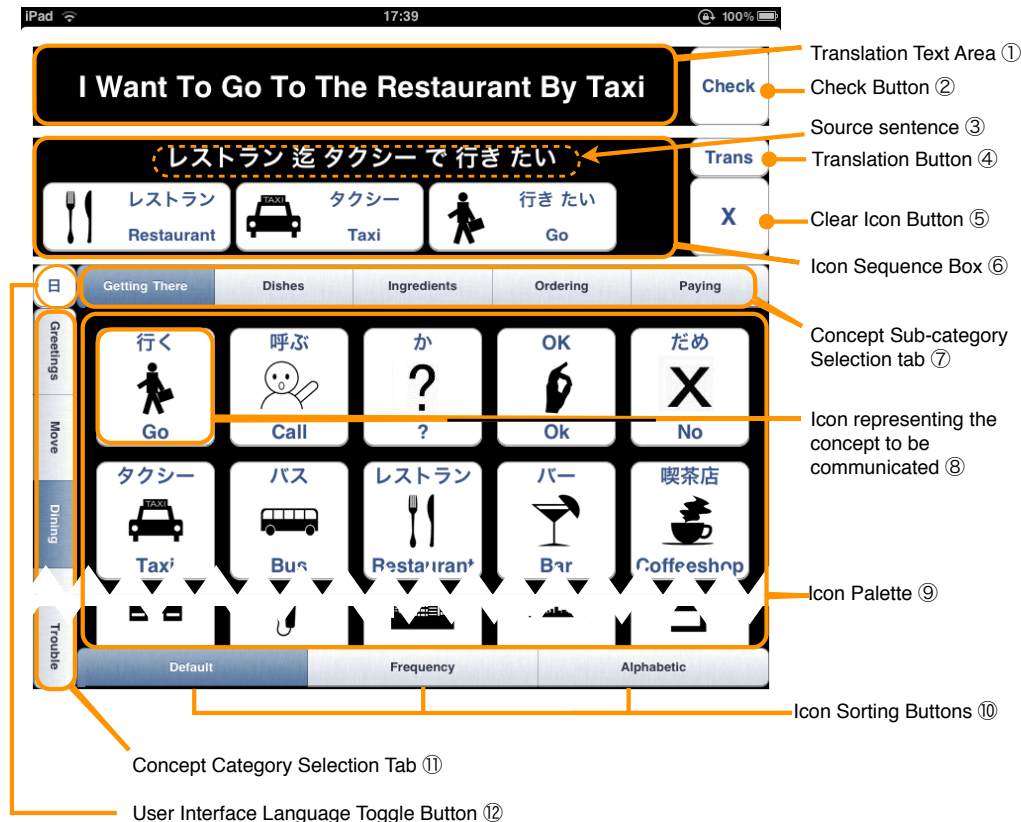 iPad 17:39 100%
I Want To Go To The Restaurant By Taxi
Check
Translation Text Area ①
Check Button ②
Source sentence ③
レストラン 迄 タクシー で 行き たい
Trans
Translation Button ④
レストラン
Restaurant
TAXI
タクシー
Taxi
行き たい
Go
X
Clear Icon Button ⑤
Icon Sequence Box ⑥
日
Getting There
Dishes
Ingredients
Ordering
Paying
Concept Sub-category
Selection tab ⑦
Greetings
Move
Dining
Trouble
行く
Go
呼ぶ
Call
か
?
?
OK
Ok
だめ
X
No
Icon representing the
concept to be
communicated ⑧
タクシー
TAXI
Taxi
バス
Bus
レストラン
Restaurant
バー
Bar
喫茶店
Coffeeshop
Icon Palette ⑨
Default
Frequency
Alphabetic
Icon Sorting Buttons ⑩
Concept Category Selection Tab ⑪
User Interface Language Toggle Button ⑫